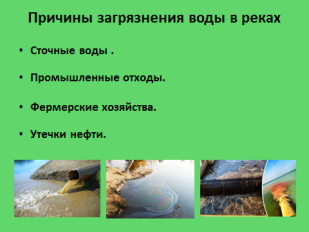 Причины загрязнения воды в реках
• Сточные воды .
• Промышленные отходы.
• Фермерские хозяйства.
• Утечки нефти.